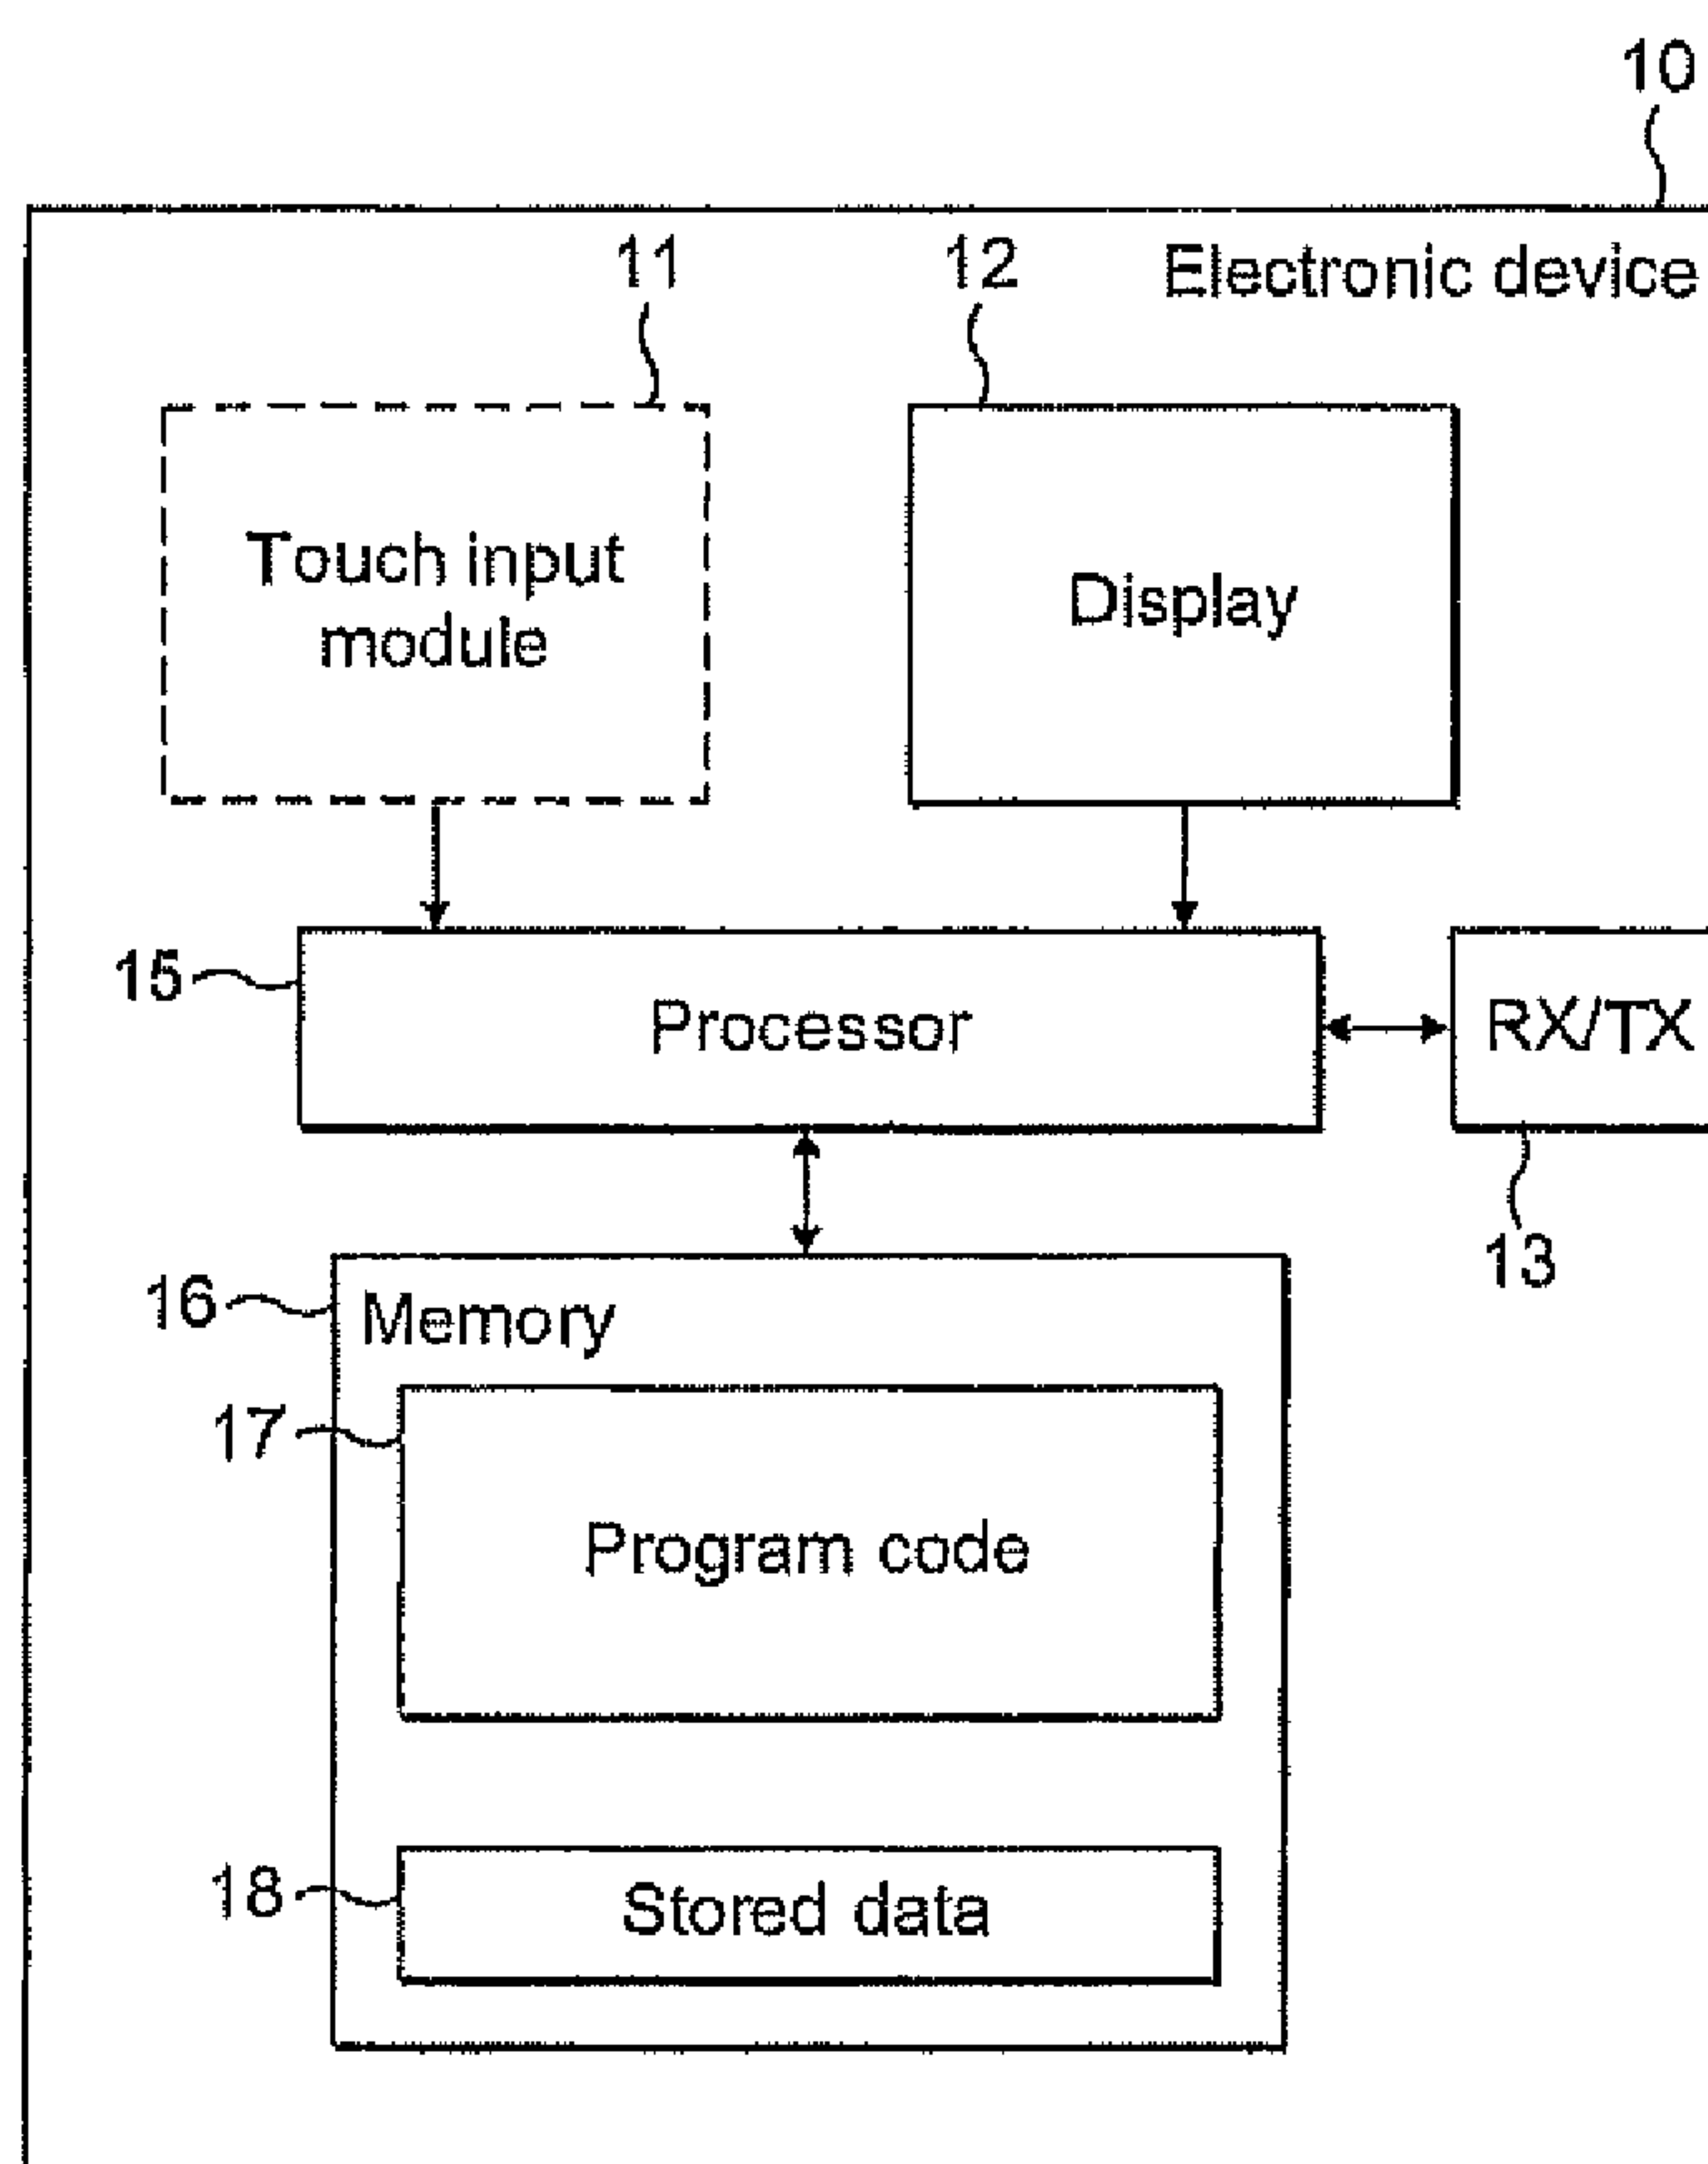 10
11
12
Electronic device
Touch input
module
Display
15
Processor
RX/TX
13
16
Memory
17
Program code
18
Stored data